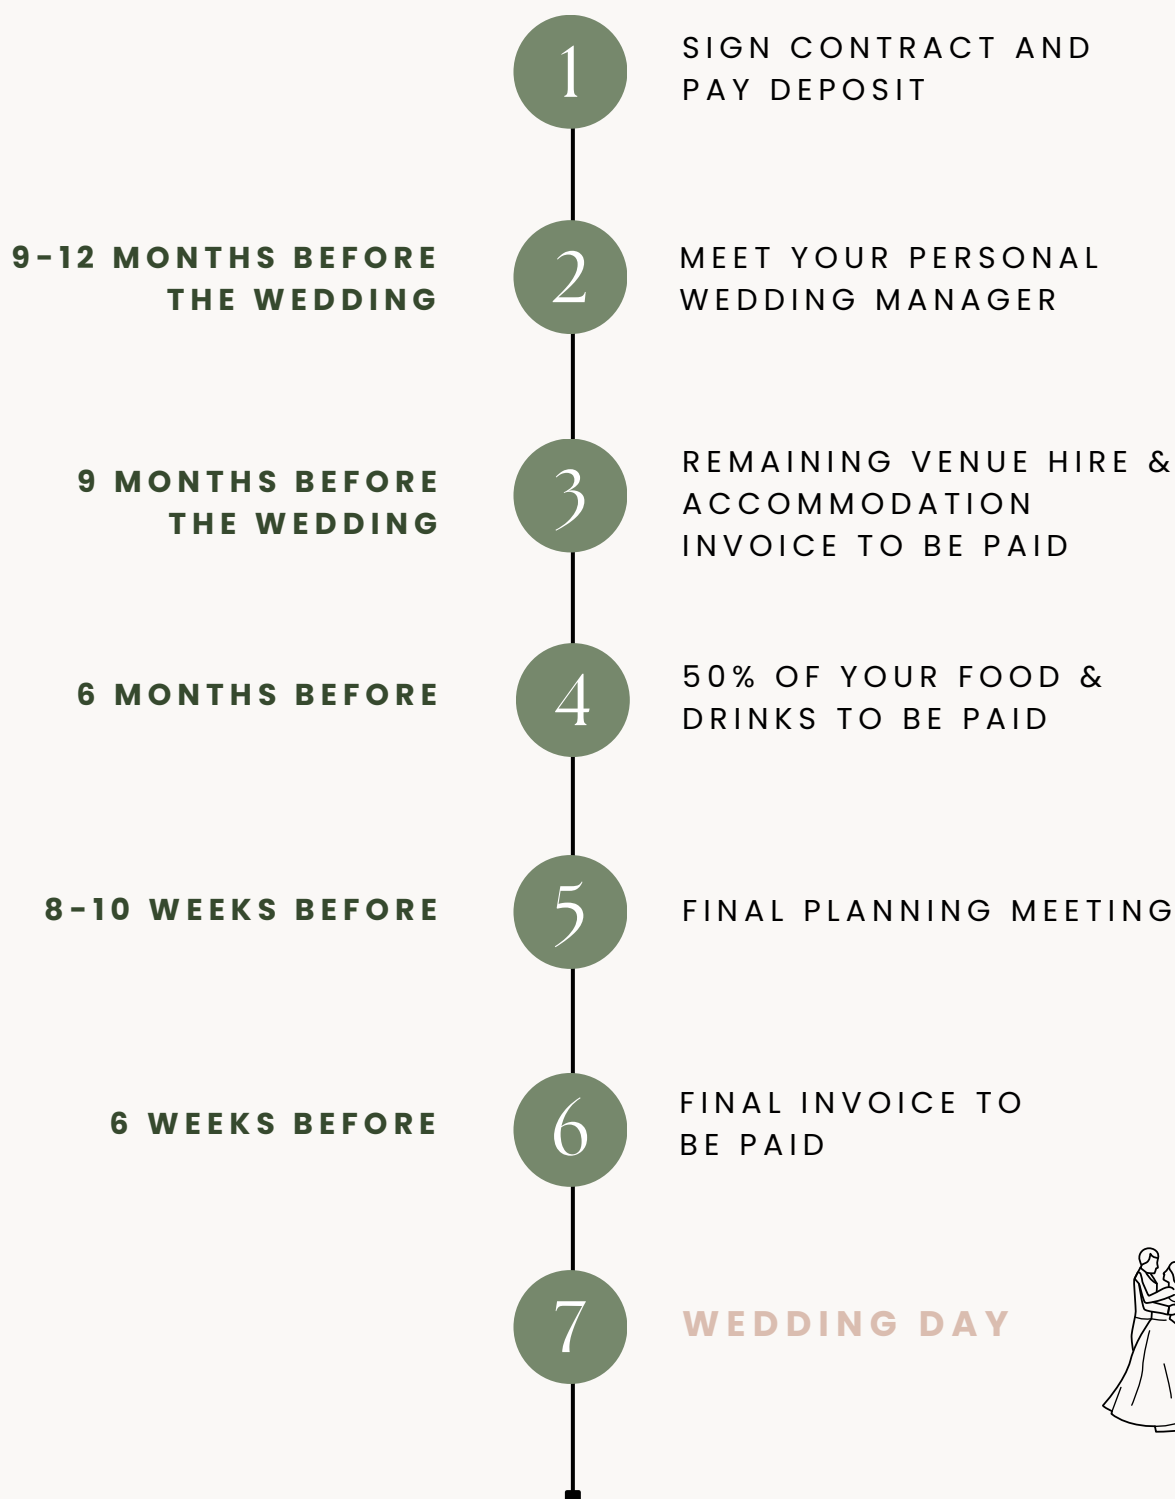 1
SIGN CONTRACT AND
PAY DEPOSIT
9-12 MONTHS BEFORE
THE WEDDING
2
MEET YOUR PERSONAL
WEDDING MANAGER
9 MONTHS BEFORE
THE WEDDING
3
REMAINING VENUE HIRE &
ACCOMMODATION
INVOICE TO BE PAID
6 MONTHS BEFORE
4
50% OF YOUR FOOD &
DRINKS TO BE PAID
8-10 WEEKS BEFORE
5
FINAL PLANNING MEETING
6 WEEKS BEFORE
6
FINAL INVOICE TO
BE PAID
7
WEDDING DAY